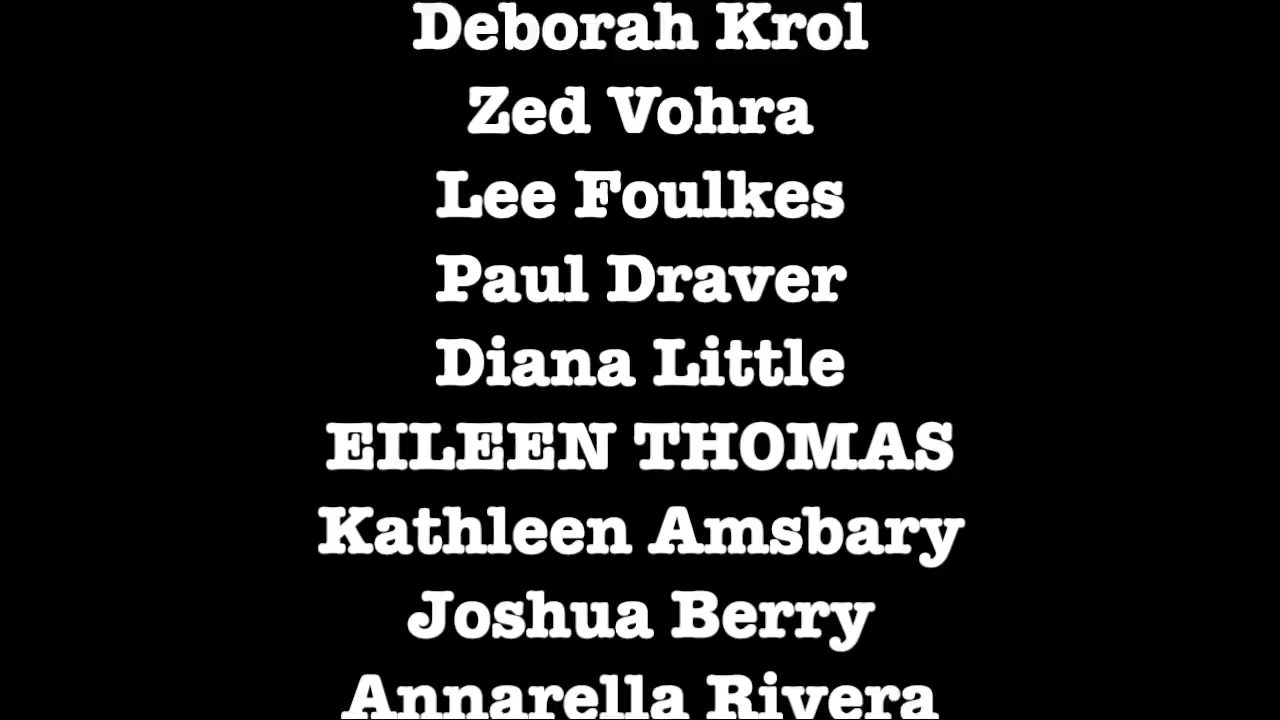 Deborah Krol
Zed Vohra
Lee Foulkes
Paul Draver
Diana Little
EILEEN THOMAS
Kathleen Amsbary
Joshua Berry
Annarella Rivera